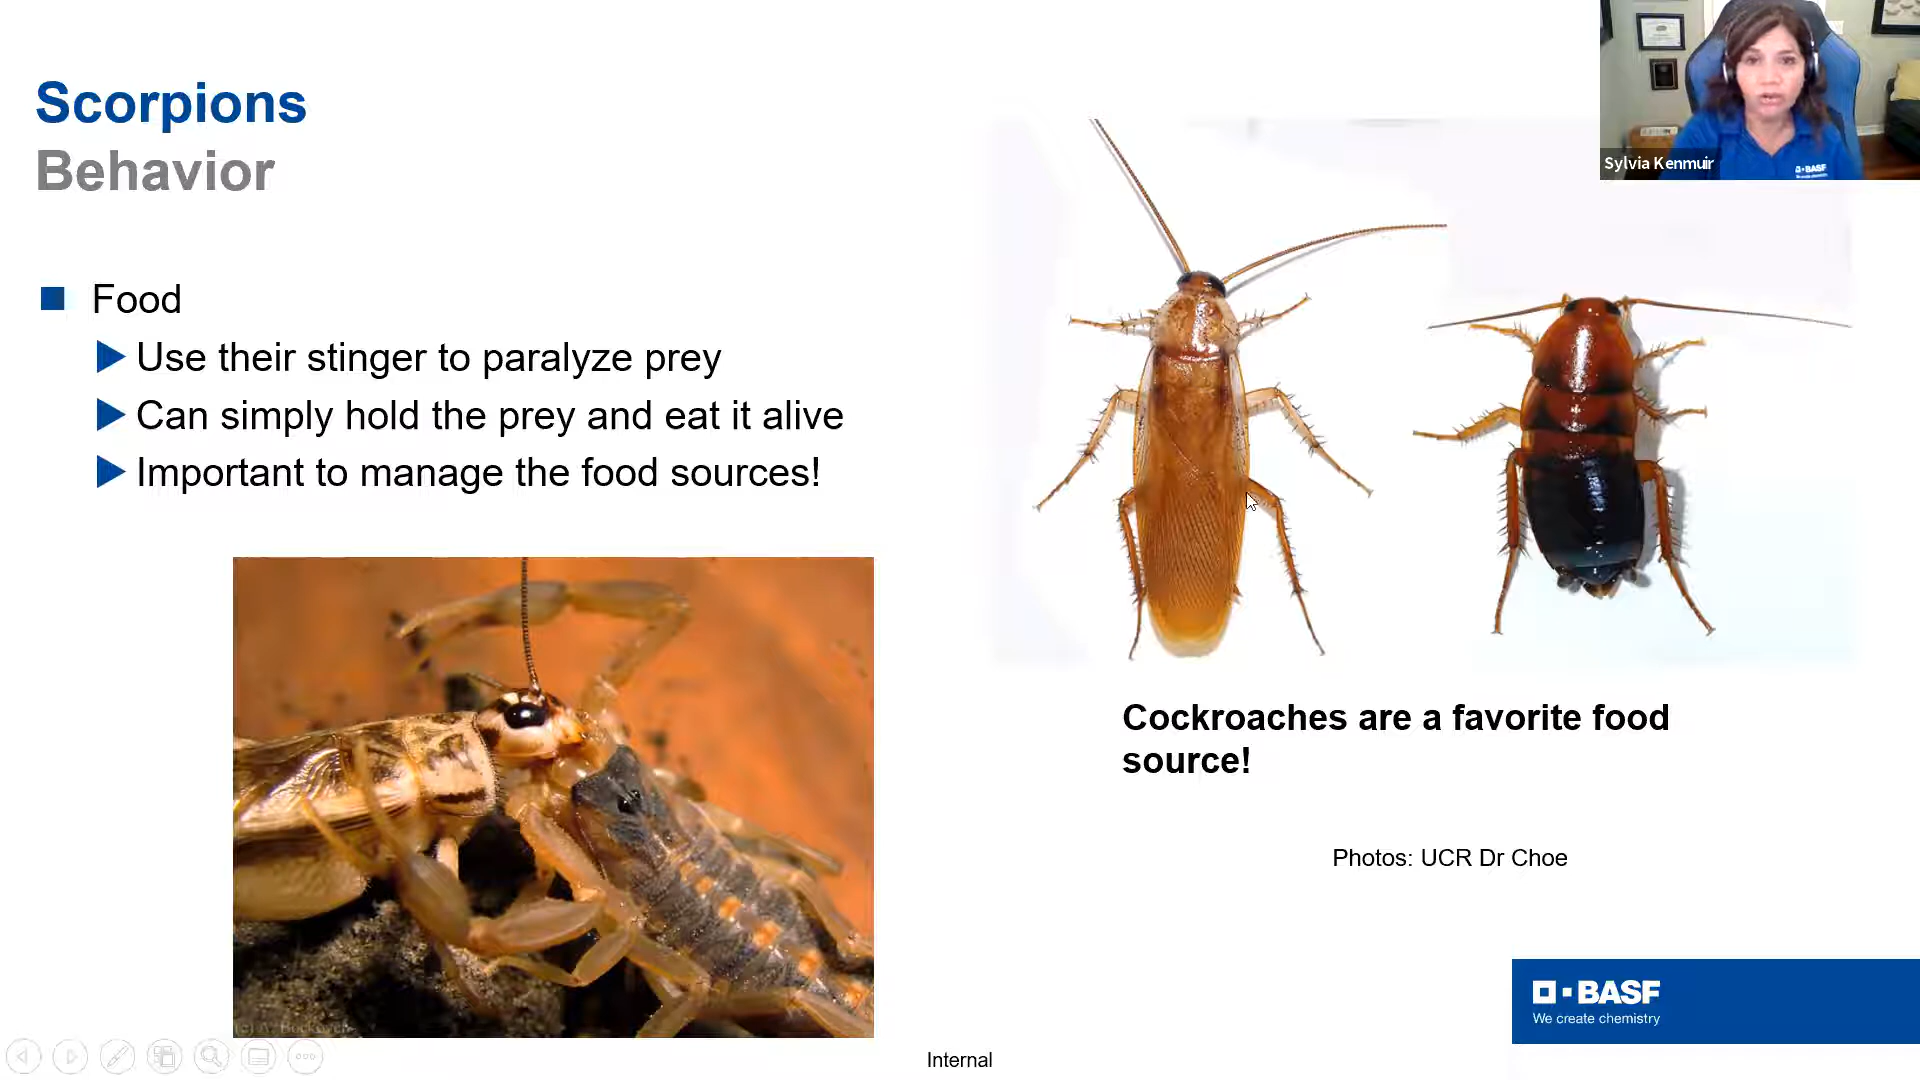 Scorpions
Behavior
Food
Use their stinger to paralyze prey
Can simply hold the prey and eat it alive
Important to manage the food sources!
Sylvia Kenmuir
BASF
Cockroaches are a favorite food
source!
Photos: UCR Dr Choe
BASF
We create chemistry
Internal